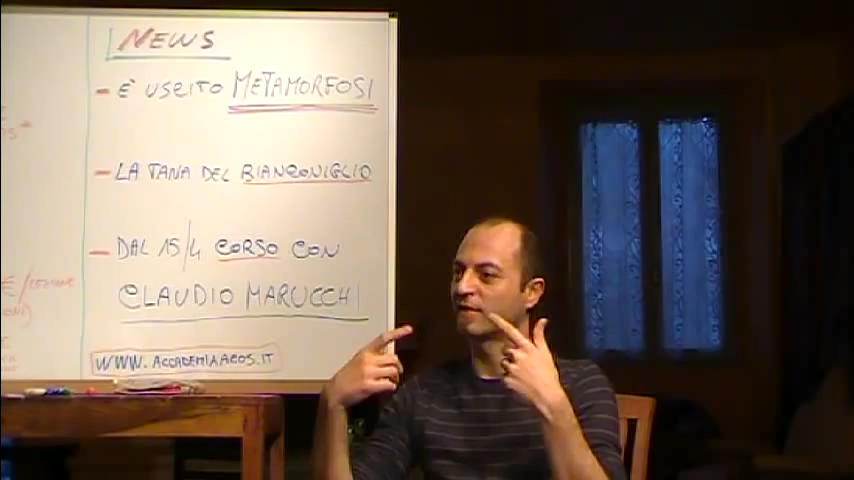 NEWS
- È USCITO METAMORFOSI
- LA TANA DEL BIANCONIGLIO
- DAL 15/4 CORSO CON
CLAUDIO MARUCCHI
WWW.ACCADEMIAACOS.IT